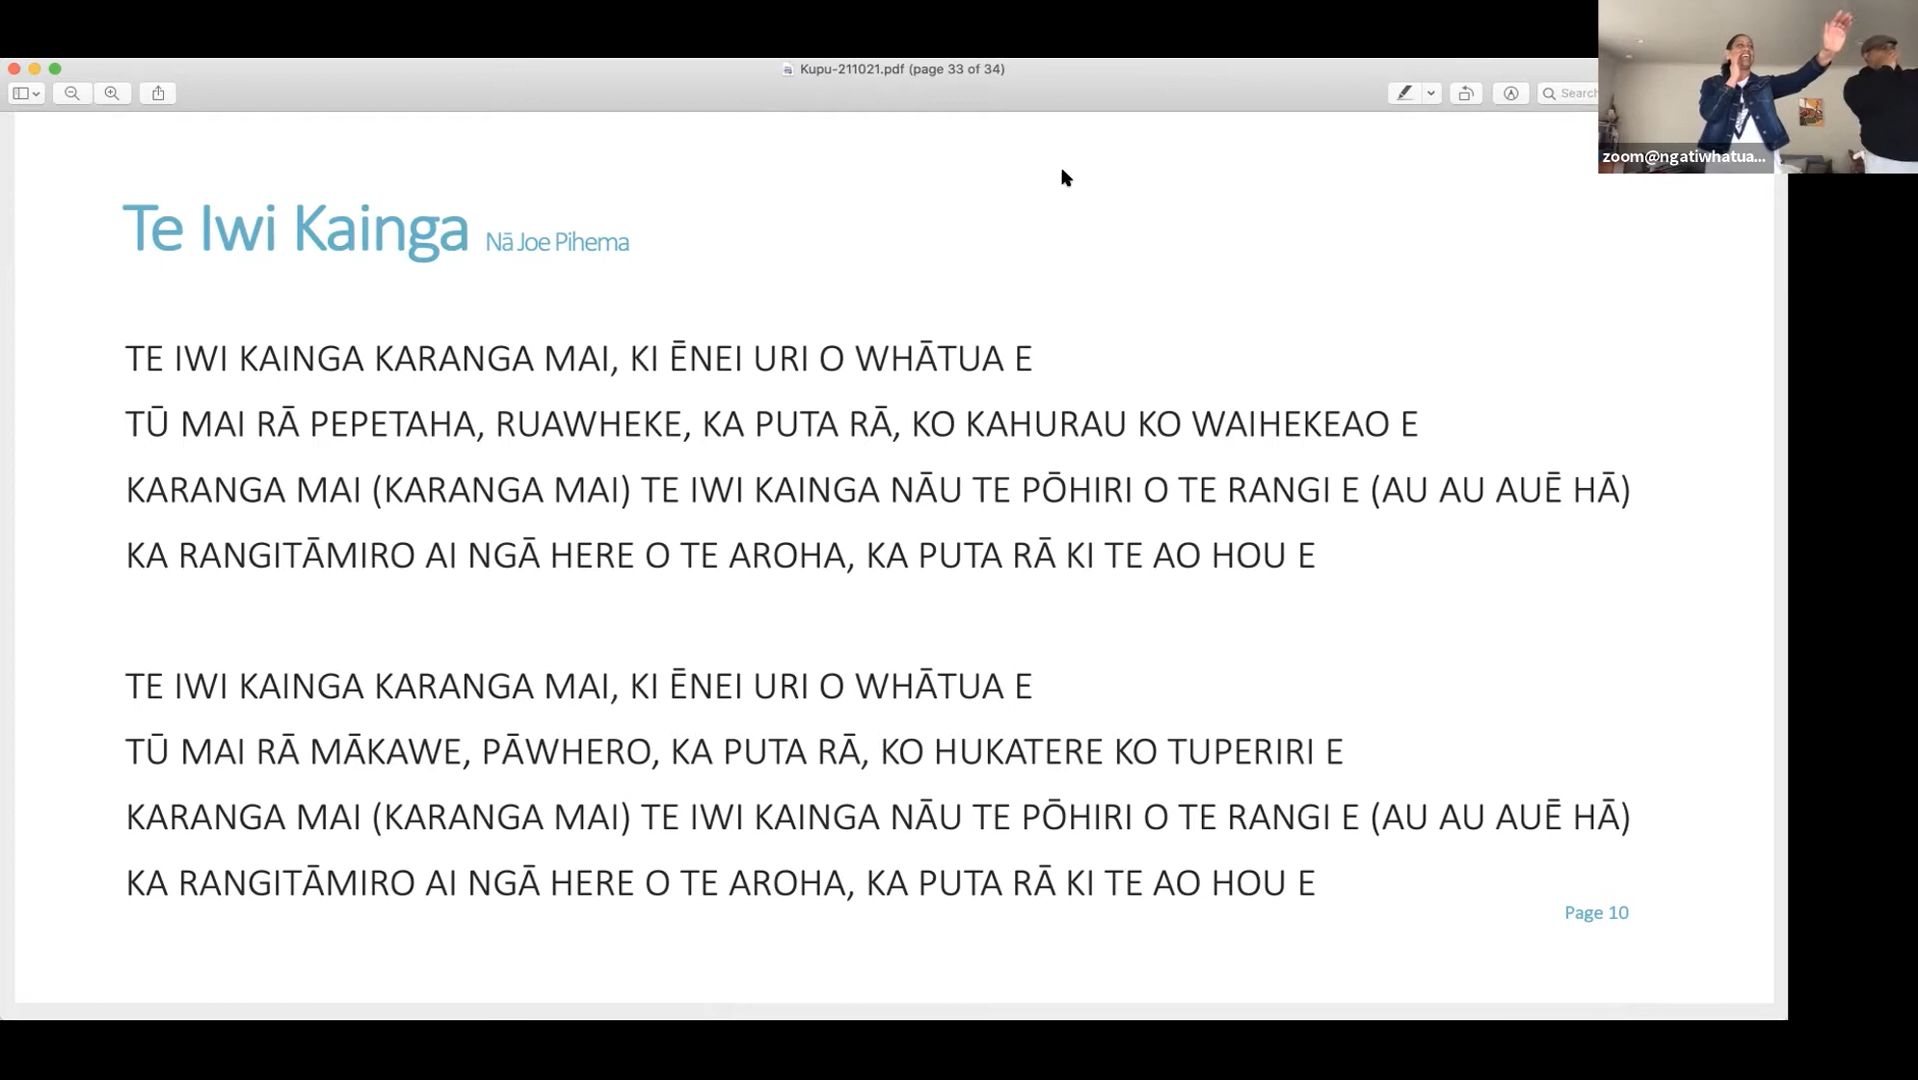 Kupu-211021.pdf (page 33 of 34)
Search
zoom@ngatiwhatua...
Te Iwi Kainga Nā Joe Pihema
TE IWI KAINGA KARANGA MAI, KI ĒNEI URI O WHĀTUA E
TŪ MAI RĀ PEPETAHA, RUAWHEKE, KA PUTA RĀ, KO KAHURAU KO WAIHEKEAO E
KARANGA MAI (KARANGA MAI) TE IWI KAINGA NĀU TE PŌHIRI O TE RANGI E (AU AU AUĒ HĀ)
KA RANGITĀMIRO AI NGĀ HERE O TE AROHA, KA PUTA RĀ KI TE AO HOU E
TE IWI KAINGA KARANGA MAI, KI ĒNEI URI O WHĀTUA E
TŪ MAI RĀ MĀKAWE, PĀWHERO, KA PUTA RĀ, KO HUKATERE KO TUPERIRI E
KARANGA MAI (KARANGA MAI) TE IWI KAINGA NĀU TE PŌHIRI O TE RANGI E (AU AU AUĒ HĀ)
KA RANGITĀMIRO AI NGĀ HERE O TE AROHA, KA PUTA RĀ KI TE AO HOU E
Page 10